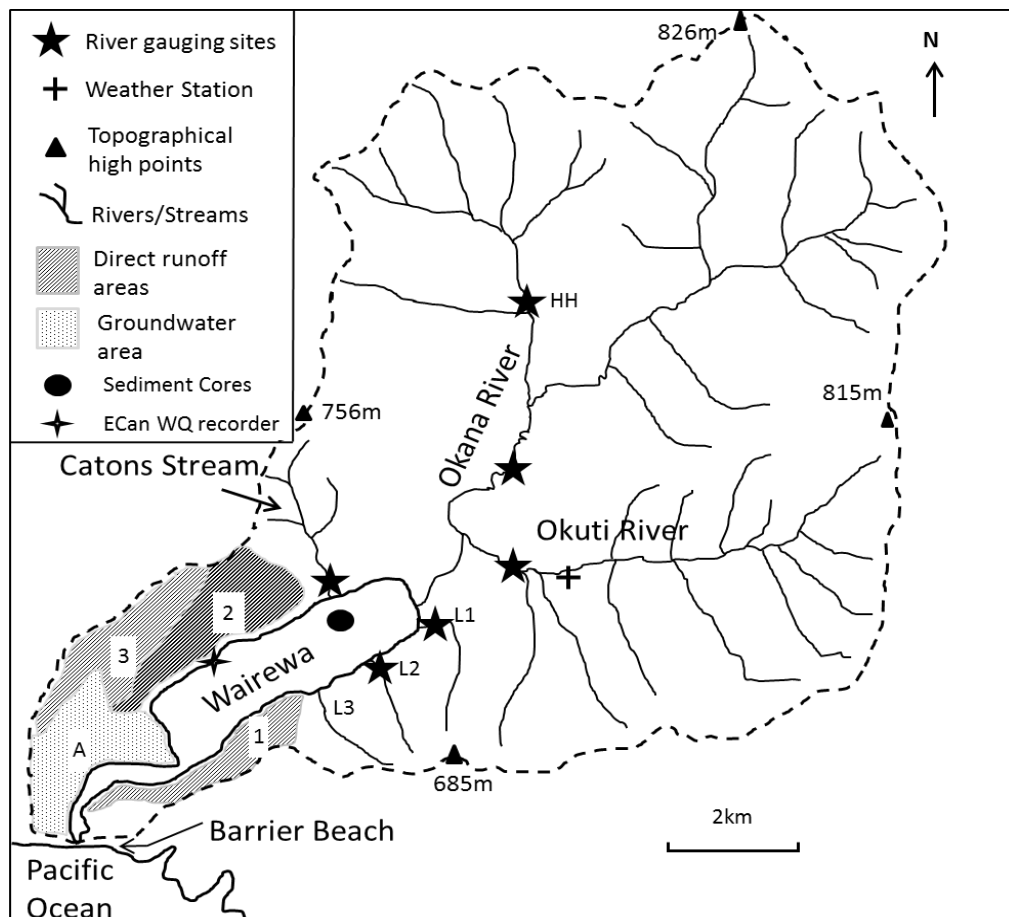 River gauging sites
Weather Station
Topographical
high points
Rivers/Streams
Direct runoff
areas
Groundwater
area
Sediment Cores
ECan WQ recorder
826m
N
HH
Okana River
756m
815m
Catons Stream
Okuti River
2
L1
3
Wairewa
L2
L3
A
1
685m
2km
Barrier Beach
Pacific
Ocean